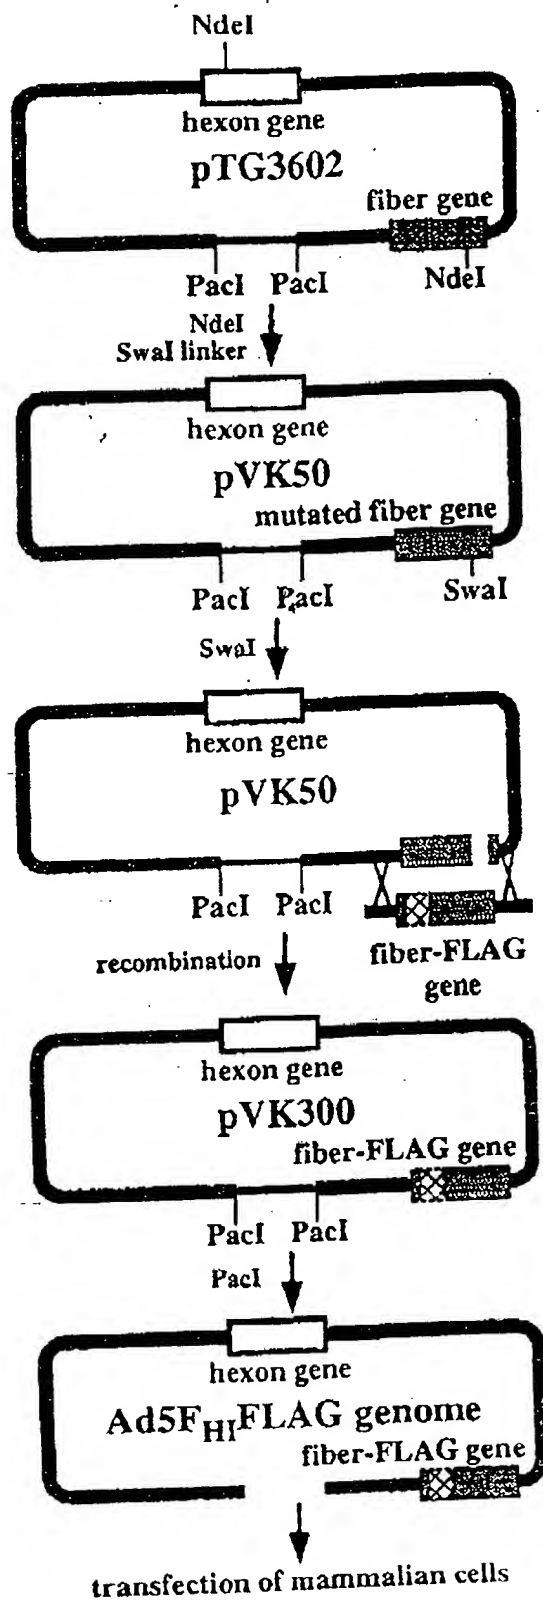 NdeI
hexon gene
pTG3602
fiber gene
PacI PacI
NdeI
NdeI
SwaI linker
hexon gene
pVK50
mutated fiber gene
PacI PacI
SwaI
SwaI
hexon gene
pVK50
PacI PacI
recombination
fiber-FLAG
gene
hexon gene
pVK300
fiber-FLAG gene
PacI PacI
PacI
hexon gene
Ad5FHIFLAG genome
fiber-FLAG gene
transfection of mammalian cells